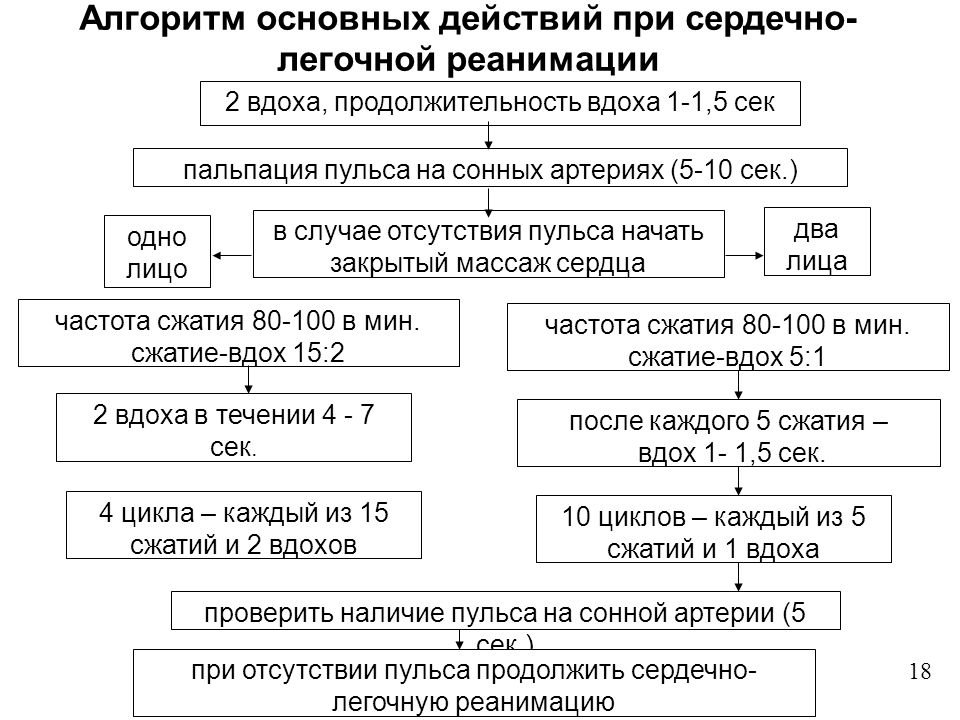 Алгоритм основных действий при сердечно-
легочной реанимации
2 вдоха, продолжительность вдоха 1-1,5 сек
пальпация пульса на сонных артериях (5-10 сек.)
в случае отсутствия пульса начать
закрытый массаж сердца
одно
лицо
два
лица
частота сжатия 80-100 в мин.
сжатие-вдох 15:2
частота сжатия 80-100 в мин.
сжатие-вдох 5:1
2 вдоха в течении 4 - 7
сек.
после каждого 5 сжатия –
вдох 1- 1,5 сек.
4 цикла – каждый из 15
сжатий и 2 вдохов
10 циклов – каждый из 5
сжатий и 1 вдоха
проверить наличие пульса на сонной артерии (5
сек.)
при отсутствии пульса продолжить сердечно-
легочную реанимацию
18